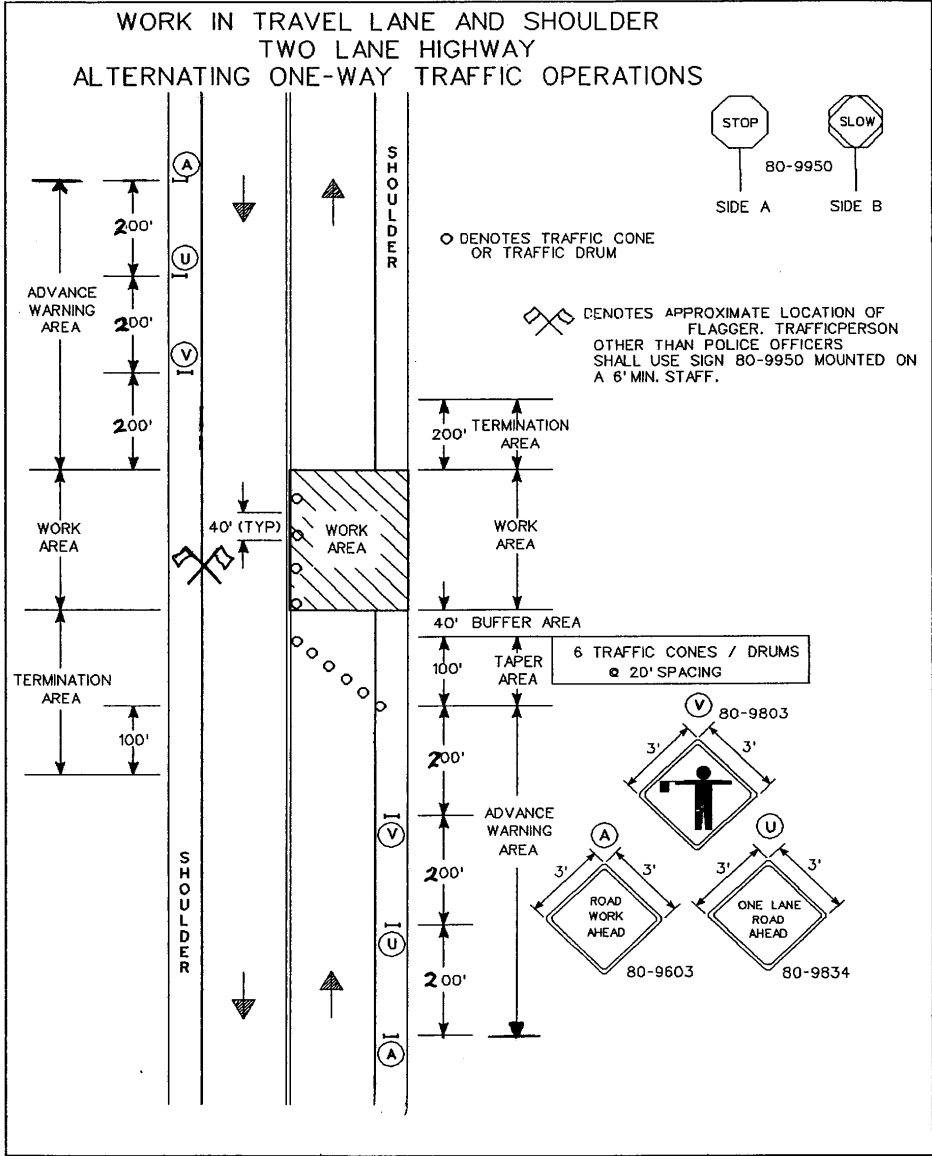 WORK IN TRAVEL LANE AND SHOULDER
TWO LANE HIGHWAY
ALTERNATING ONE-WAY TRAFFIC OPERATIONS
STOP
SLOW
80-9950
SIDE A
SIDE B
O DENOTES TRAFFIC CONE
OR TRAFFIC DRUM
DENOTES APPROXIMATE LOCATION OF
FLAGGER. TRAFFICPERSON
OTHER THAN POLICE OFFICERS
SHALL USE SIGN 80-9950 MOUNTED ON
A 6' MIN. STAFF.
A
200'
U
200'
V
200'
ADVANCE
WARNING
AREA
SHOULDER
200'
TERMINATION
AREA
WORK
AREA
40' (TYP)
WORK
AREA
WORK
AREA
40' BUFFER AREA
TERMINATION
AREA
100'
100'
TAPER
AREA
6 TRAFFIC CONES / DRUMS
@ 20' SPACING
200'
V
200'
U
200'
A
ADVANCE
WARNING
AREA
SHOULDER
V
80-9803
3'
3'
A
3'
3'
ROAD
WORK
AHEAD
80-9603
U
3'
3'
ONE LANE
ROAD
AHEAD
80-9834